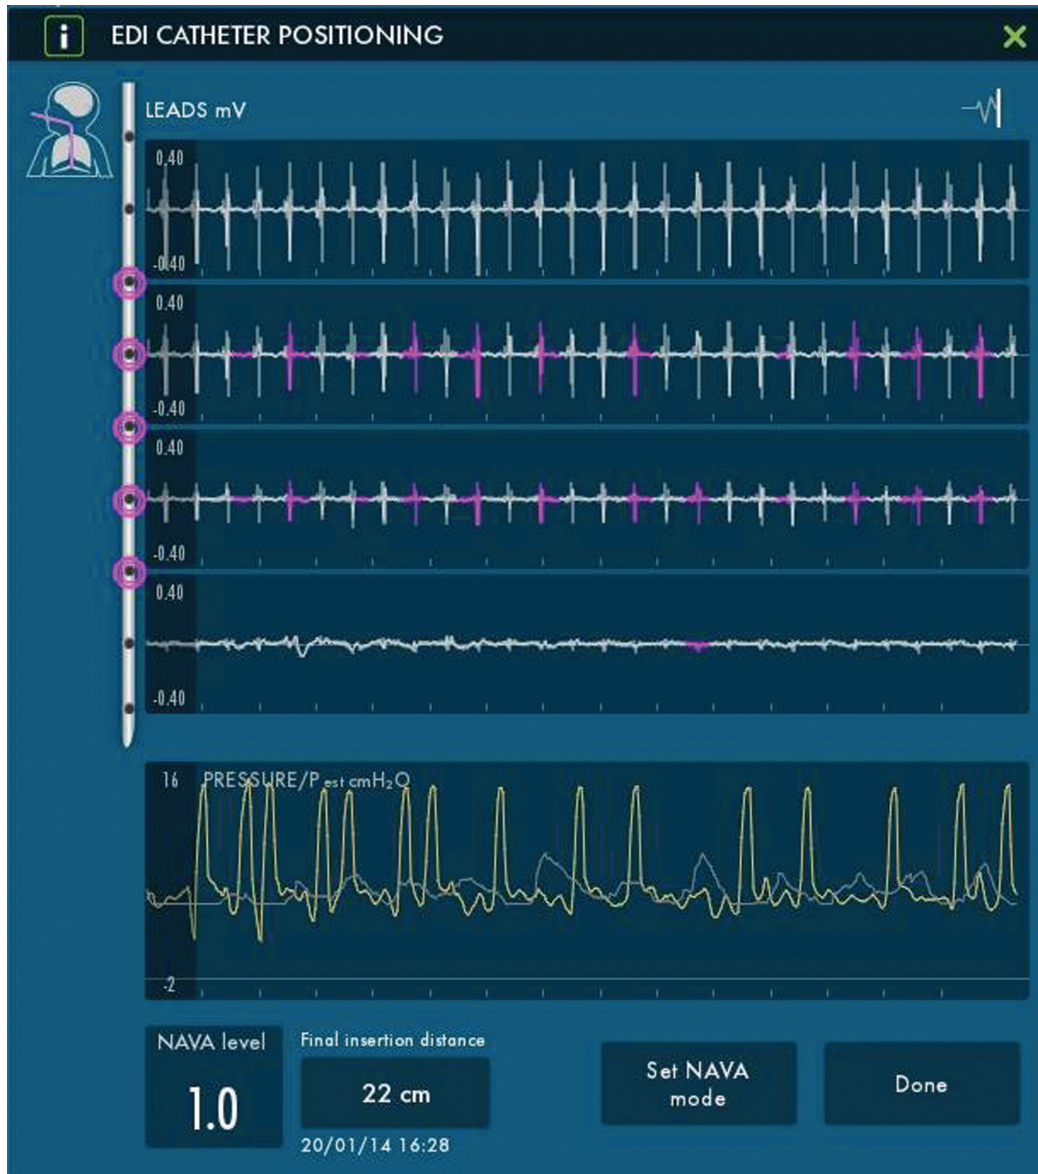 i EDI CATHETER POSITIONING X
LEADS mV
0.40
-0.40
0.40
-0.40
0.40
-0.40
0.40
-0.40
16 PRESSURE/P est cmH₂O
-2
NAVA level
1.0
Final insertion distance
22 cm
20/01/14 16:28
Set NAVA
mode
Done